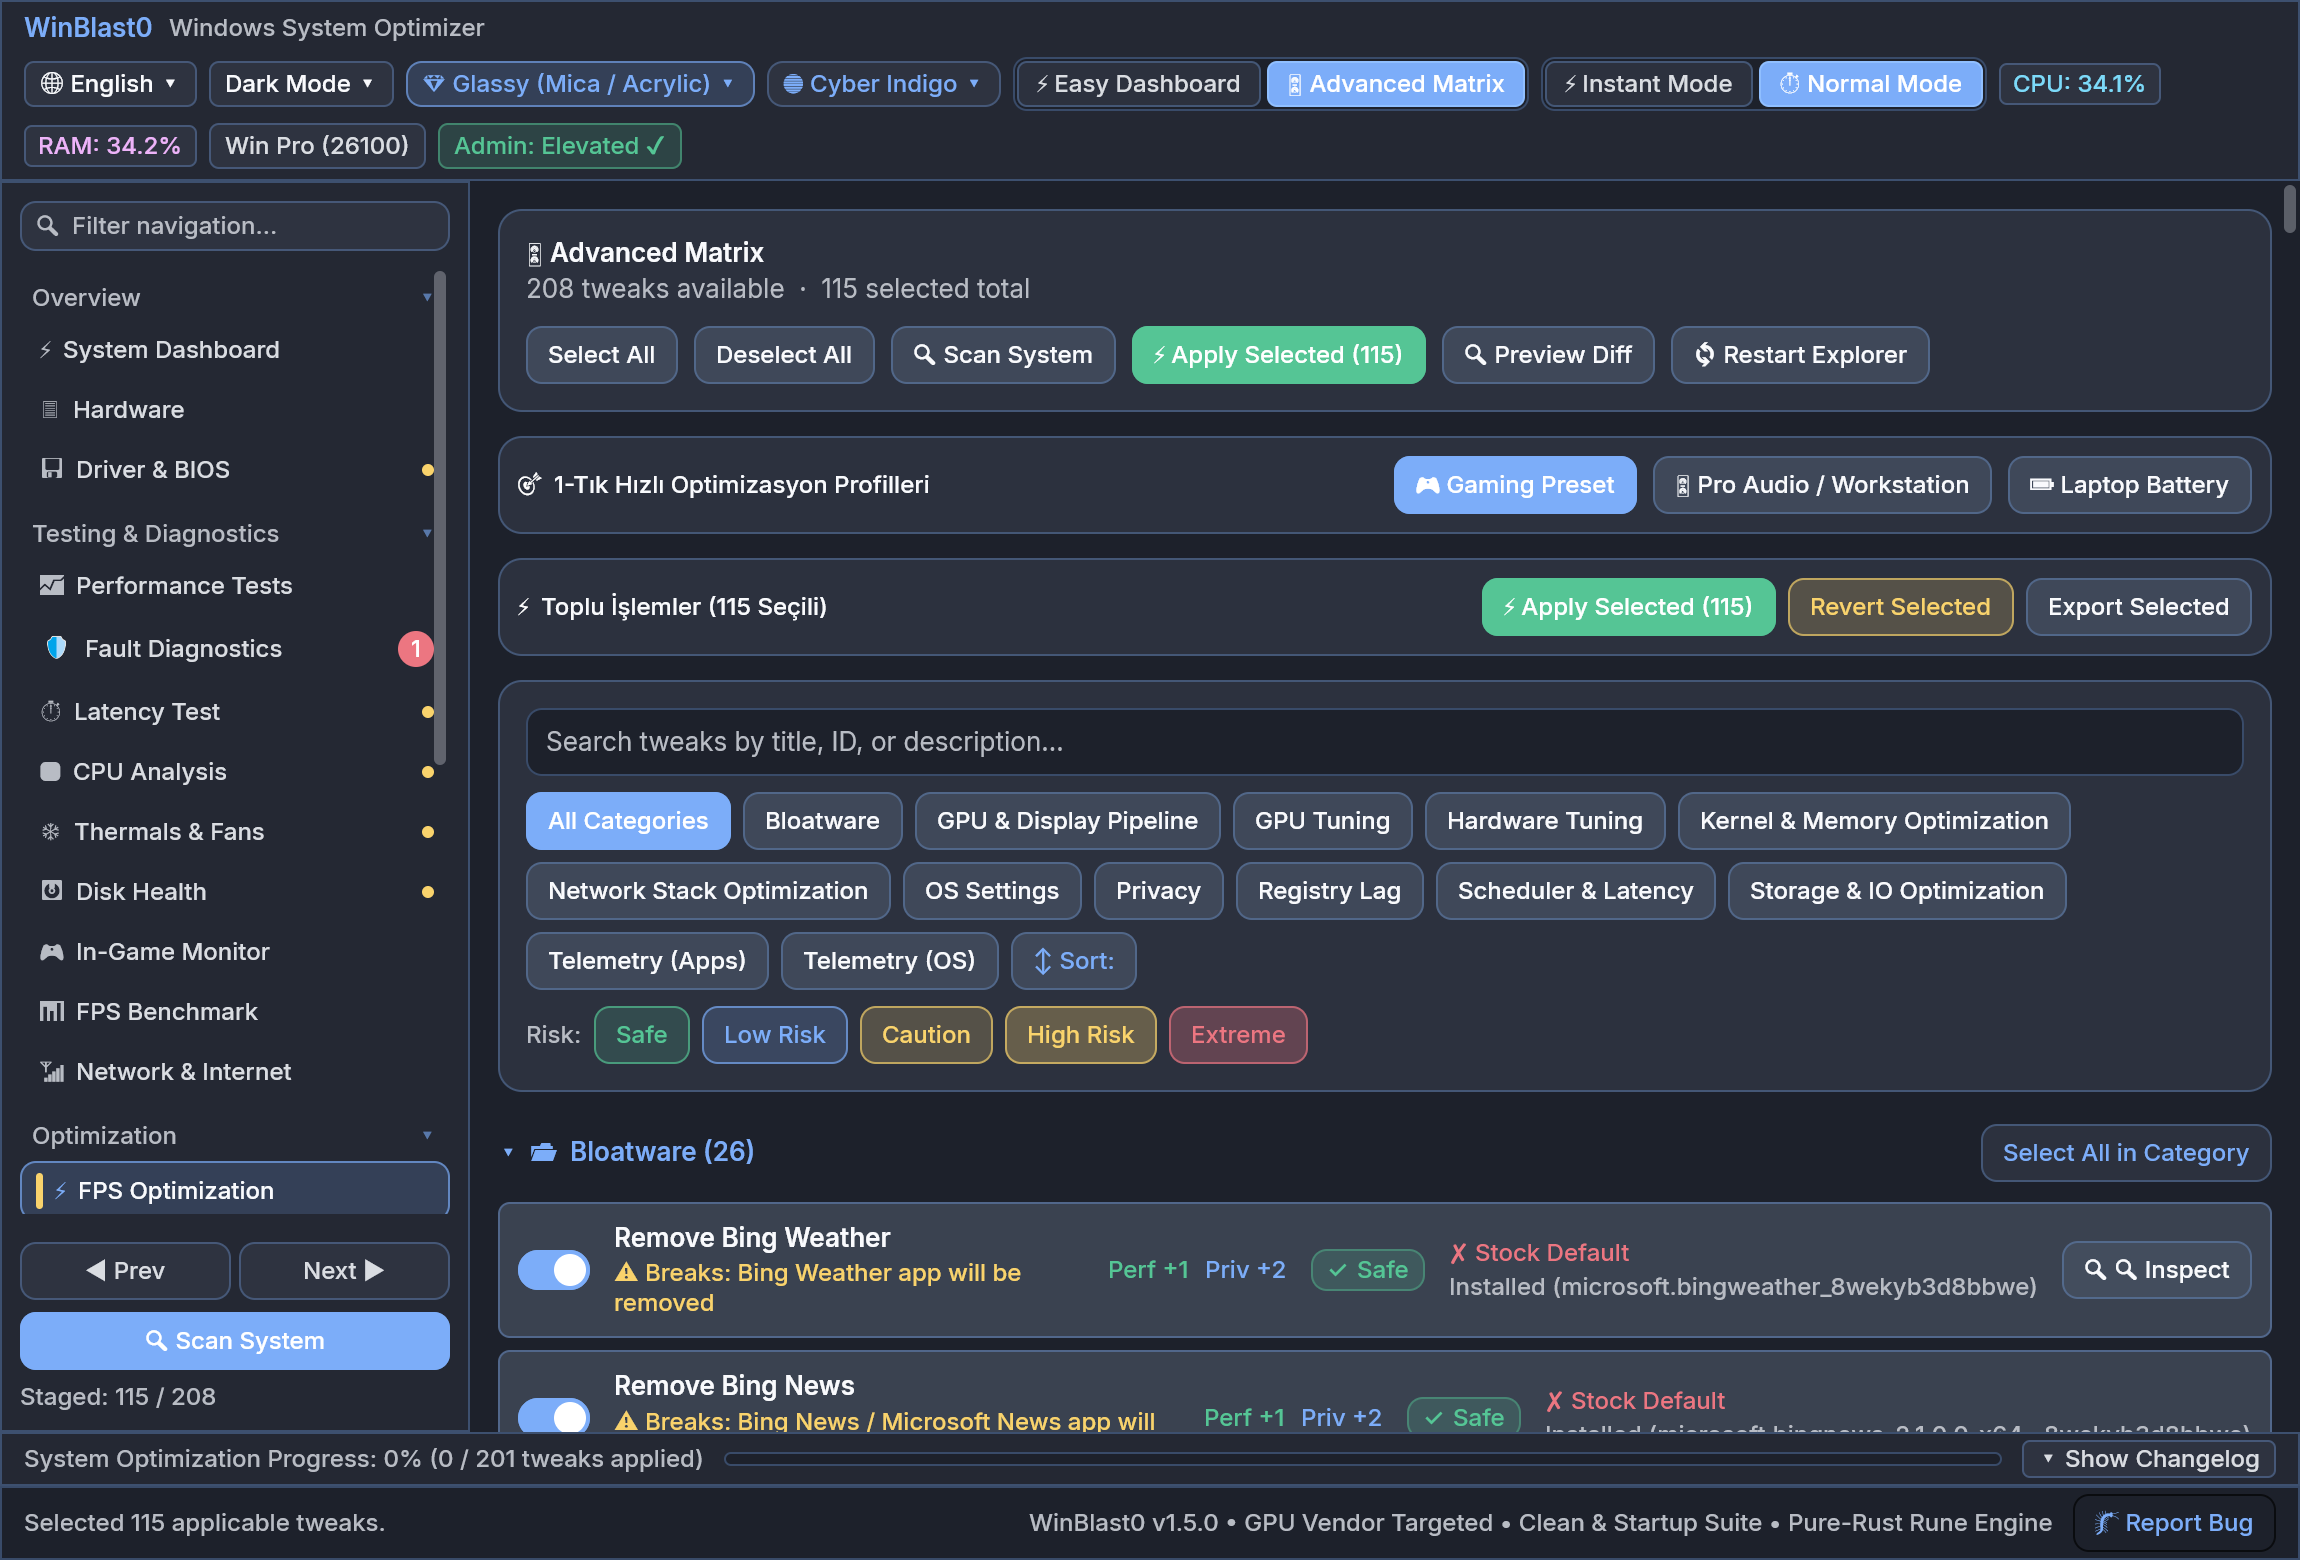 WinBlast0 Windows System Optimizer
English ▼ Dark Mode ▼ Glassy (Mica / Acrylic) ▼ Cyber Indigo ▼ ⚡Easy Dashboard Advanced Matrix ⚡Instant Mode ⏱ Normal Mode CPU: 34.1%
RAM: 34.2% Win Pro (26100) Admin: Elevated ✓
Filter navigation...
Overview
System Dashboard
Hardware
Driver & BIOS
Testing & Diagnostics
Performance Tests
Fault Diagnostics 1
Latency Test
CPU Analysis
Thermals & Fans
Disk Health
In-Game Monitor
FPS Benchmark
Network & Internet
Optimization
FPS Optimization
◀ Prev Next ▶
Scan System
Staged: 115 / 208
Advanced Matrix
208 tweaks available · 115 selected total
Select All Deselect All Scan System ⚡Apply Selected (115) Preview Diff Restart Explorer
1-Tık Hızlı Optimizasyon Profilleri Gaming Preset Pro Audio / Workstation Laptop Battery
⚡ Toplu İşlemler (115 Seçili) ⚡Apply Selected (115) Revert Selected Export Selected
Search tweaks by title, ID, or description...
All Categories Bloatware GPU & Display Pipeline GPU Tuning Hardware Tuning Kernel & Memory Optimization
Network Stack Optimization OS Settings Privacy Registry Lag Scheduler & Latency Storage & IO Optimization
Telemetry (Apps) Telemetry (OS) ↕ Sort:
Risk: Safe Low Risk Caution High Risk Extreme
▼ Bloatware (26) Select All in Category
Remove Bing Weather
⚠ Breaks: Bing Weather app will be
removed
Perf +1 Priv +2 ✓ Safe
✗ Stock Default
Installed (microsoft.bingweather_8wekyb3d8bbwe)
Inspect
Remove Bing News
⚠ Breaks: Bing News / Microsoft News app will
Perf +1 Priv +2 ✓ Safe
✗ Stock Default
System Optimization Progress: 0% (0 / 201 tweaks applied) ▼ Show Changelog
Selected 115 applicable tweaks. WinBlast0 v1.5.0 • GPU Vendor Targeted • Clean & Startup Suite • Pure-Rust Rune Engine Report Bug